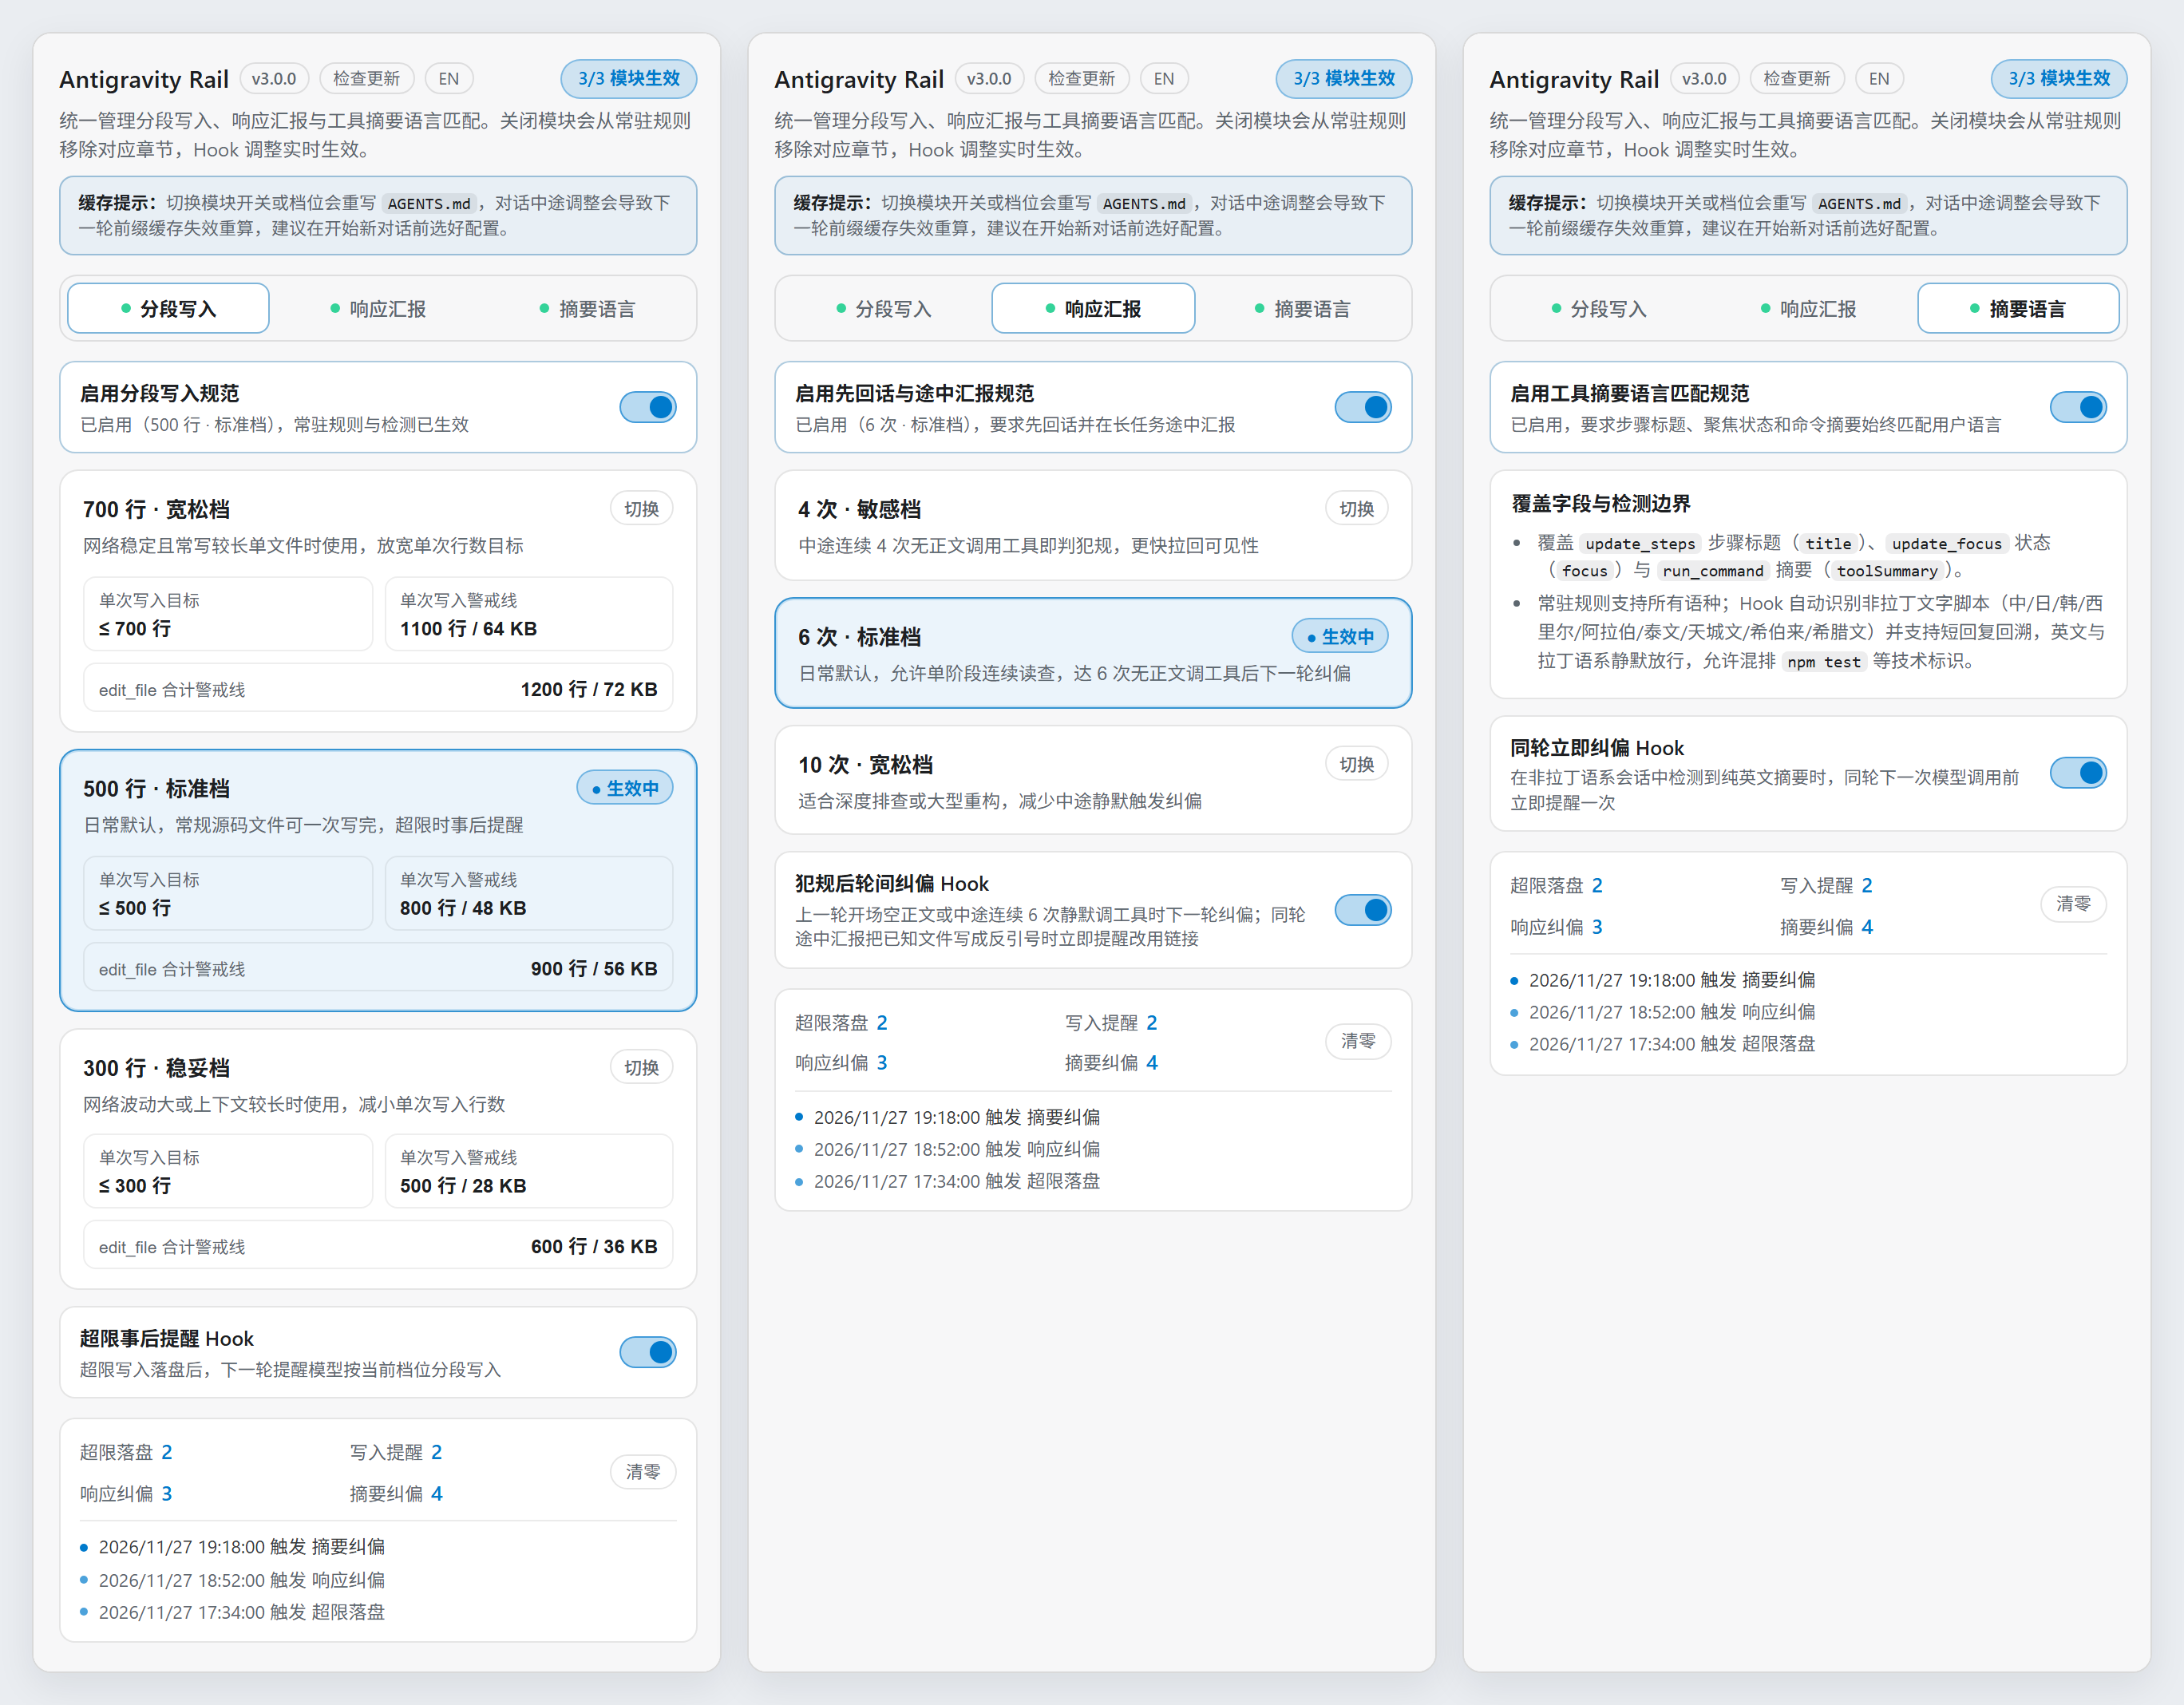 Antigravity Rail v3.0.0 检查更新 EN 3/3 模块生效
统一管理分段写入、响应汇报与工具摘要语言匹配。关闭模块会从常驻规则
移除对应章节，Hook 调整实时生效。
缓存提示：切换模块开关或档位会重写 AGENTS.md，对话中途调整会导致下
一轮前缀缓存失效重算，建议在开始新对话前选好配置。
分段写入 响应汇报 摘要语言
启用分段写入规范
已启用（500 行 · 标准档），常驻规则与检测已生效
700 行 · 宽松档 切换
网络稳定且常写较长单文件时使用，放宽单次行数目标
单次写入目标 单次写入警戒线
≤ 700 行 1100 行 / 64 KB
edit_file 合计警戒线 1200 行 / 72 KB
500 行 · 标准档 生效中
日常默认，常规源码文件可一次写完，超限时事后提醒
单次写入目标 单次写入警戒线
≤ 500 行 800 行 / 48 KB
edit_file 合计警戒线 900 行 / 56 KB
300 行 · 稳妥档 切换
网络波动大或上下文较长时使用，减小单次写入行数
单次写入目标 单次写入警戒线
≤ 300 行 500 行 / 28 KB
edit_file 合计警戒线 600 行 / 36 KB
超限事后提醒 Hook
超限写入落盘后，下一轮提醒模型按当前档位分段写入
超限落盘 2 写入提醒 2 清零
响应纠偏 3 摘要纠偏 4
2026/11/27 19:18:00 触发 摘要纠偏
2026/11/27 18:52:00 触发 响应纠偏
2026/11/27 17:34:00 触发 超限落盘
Antigravity Rail v3.0.0 检查更新 EN 3/3 模块生效
统一管理分段写入、响应汇报与工具摘要语言匹配。关闭模块会从常驻规则
移除对应章节，Hook 调整实时生效。
缓存提示：切换模块开关或档位会重写 AGENTS.md，对话中途调整会导致下
一轮前缀缓存失效重算，建议在开始新对话前选好配置。
分段写入 响应汇报 摘要语言
启用先回话与途中汇报规范
已启用（6 次 · 标准档），要求先回话并在长任务途中汇报
4 次 · 敏感档 切换
中途连续 4 次无正文调用工具即判犯规，更快拉回可见性
6 次 · 标准档 生效中
日常默认，允许单阶段连续读查，达 6 次无正文调工具后下一轮纠偏
10 次 · 宽松档 切换
适合深度排查或大型重构，减少中途静默触发纠偏
犯规后轮间纠偏 Hook
上一轮开场空正文或中途连续 6 次静默调工具时下一轮纠偏；同轮
途中汇报把已知文件写成反引号时立即提醒改用链接
超限落盘 2 写入提醒 2 清零
响应纠偏 3 摘要纠偏 4
2026/11/27 19:18:00 触发 摘要纠偏
2026/11/27 18:52:00 触发 响应纠偏
2026/11/27 17:34:00 触发 超限落盘
Antigravity Rail v3.0.0 检查更新 EN 3/3 模块生效
统一管理分段写入、响应汇报与工具摘要语言匹配。关闭模块会从常驻规则
移除对应章节，Hook 调整实时生效。
缓存提示：切换模块开关或档位会重写 AGENTS.md，对话中途调整会导致下
一轮前缀缓存失效重算，建议在开始新对话前选好配置。
分段写入 响应汇报 摘要语言
启用工具摘要语言匹配规范
已启用，要求步骤标题、聚焦状态和命令摘要始终匹配用户语言
覆盖字段与检测边界
覆盖 update_steps 步骤标题（title）、update_focus 状态
（focus）与 run_command 摘要（toolSummary）。
常驻规则支持所有语种；Hook 自动识别非拉丁文字脚本（中/日/韩/西
里尔/阿拉伯/泰文/天城文/希伯来/希腊文）并支持短回复回溯，英文与
拉丁语系静默放行，允许混排 npm test 等技术标识。
同轮立即纠偏 Hook
在非拉丁语系会话中检测到纯英文摘要时，同轮下一次模型调用前
立即提醒一次
超限落盘 2 写入提醒 2 清零
响应纠偏 3 摘要纠偏 4
2026/11/27 19:18:00 触发 摘要纠偏
2026/11/27 18:52:00 触发 响应纠偏
2026/11/27 17:34:00 触发 超限落盘